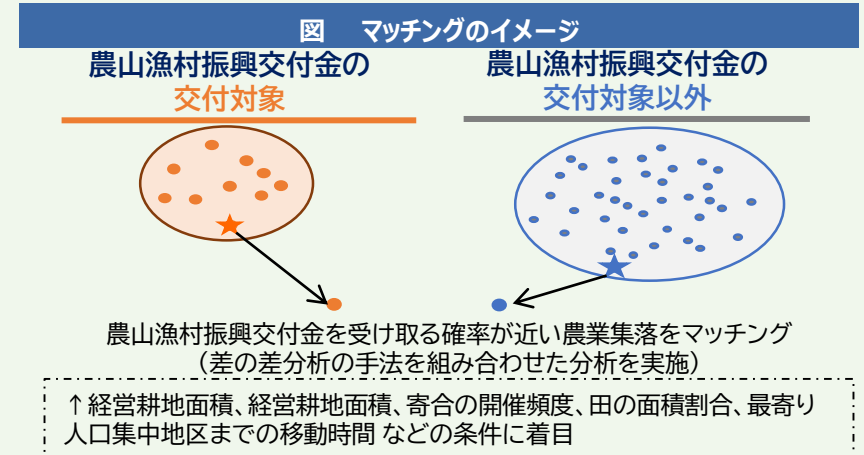 図 マッチングのイメージ
農山漁村振興交付金の
交付対象
農山漁村振興交付金の
交付対象以外
農山漁村振興交付金を受け取る確率が近い農業集落をマッチング
（差の差分析の手法を組み合わせた分析を実施）
↑経営耕地面積、経営耕地面積、寄合の開催頻度、田の面積割合、最寄り
人口集中地区までの移動時間 などの条件に着目